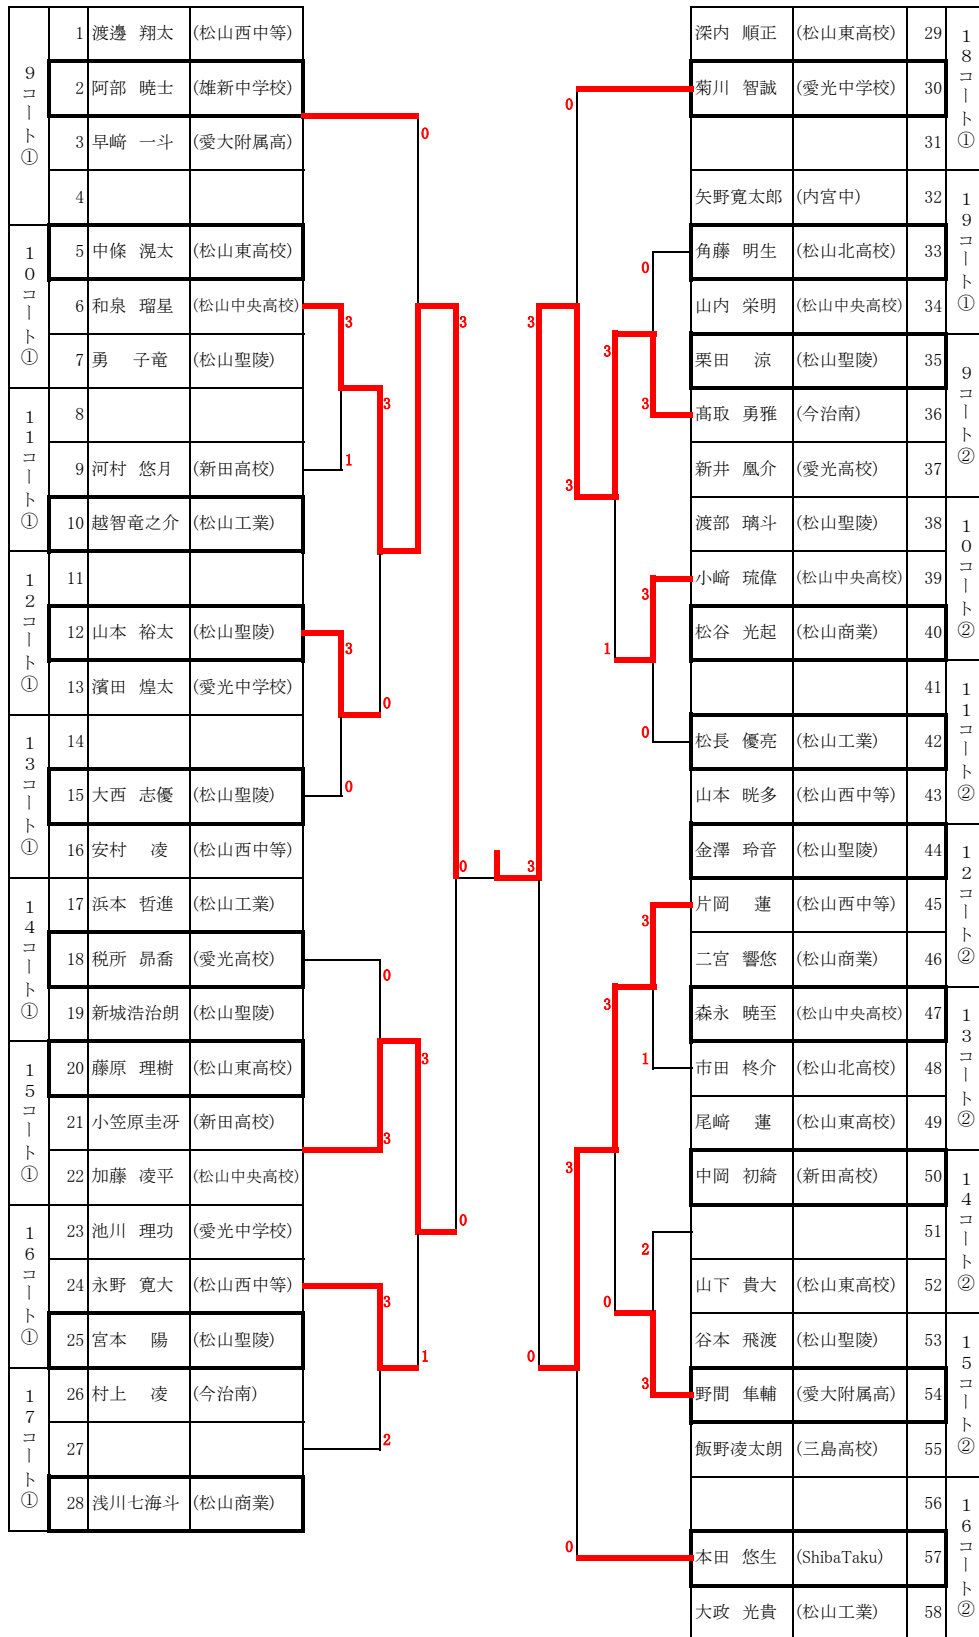 9コート①
1 渡邊 翔太 (松山西中等)
2 阿部 暁士 (雄新中学校)
3 早﨑 一斗 (愛大附属高)
4
10コート①
5 中條 滉太 (松山東高校)
6 和泉 瑠星 (松山中央高校)
7 勇 子竜 (松山聖陵)
11コート①
8
9 河村 悠月 (新田高校)
10 越智竜之介 (松山工業)
12コート①
11
12 山本 裕太 (松山聖陵)
13 濱田 煌太 (愛光中学校)
13コート①
14
15 大西 志優 (松山聖陵)
16 安村 凌 (松山西中等)
14コート①
17 浜本 哲進 (松山工業)
18 税所 昴喬 (愛光高校)
19 新城浩治朗 (松山聖陵)
15コート①
20 藤原 理樹 (松山東高校)
21 小笠原圭冴 (新田高校)
22 加藤 凌平 (松山中央高校)
16コート①
23 池川 理功 (愛光中学校)
24 永野 寛大 (松山西中等)
25 宮本 陽 (松山聖陵)
17コート①
26 村上 凌 (今治南)
27
28 浅川七海斗 (松山商業)
0
3
3
3
1
3
0
0
0
0
3
3
0
3
1
2
0
3
3
0
3
0
3
3
3
1
0
3
3
1
3
2
0
0
3
0
深内 順正 (松山東高校) 29
菊川 智誠 (愛光中学校) 30
31
18コート①
矢野寛太郎 (内宮中) 32
角藤 明生 (松山北高校) 33
山内 栄明 (松山中央高校) 34
19コート①
栗田 涼 (松山聖陵) 35
髙取 勇雅 (今治南) 36
新井 凰介 (愛光高校) 37
9コート②
渡部 璃斗 (松山聖陵) 38
小﨑 琉偉 (松山中央高校) 39
松谷 光起 (松山商業) 40
10コート②
41
松長 優亮 (松山工業) 42
山本 晄多 (松山西中等) 43
11コート②
金澤 玲音 (松山聖陵) 44
片岡 蓮 (松山西中等) 45
二宮 響悠 (松山商業) 46
12コート②
森永 暁至 (松山中央高校) 47
市田 柊介 (松山北高校) 48
尾﨑 蓮 (松山東高校) 49
13コート②
中岡 初綺 (新田高校) 50
51
山下 貴大 (松山東高校) 52
14コート②
谷本 飛渡 (松山聖陵) 53
野間 隼輔 (愛大附属高) 54
飯野凌太朗 (三島高校) 55
15コート②
56
本田 悠生 (ShibaTaku) 57
大政 光貴 (松山工業) 58
16コート②